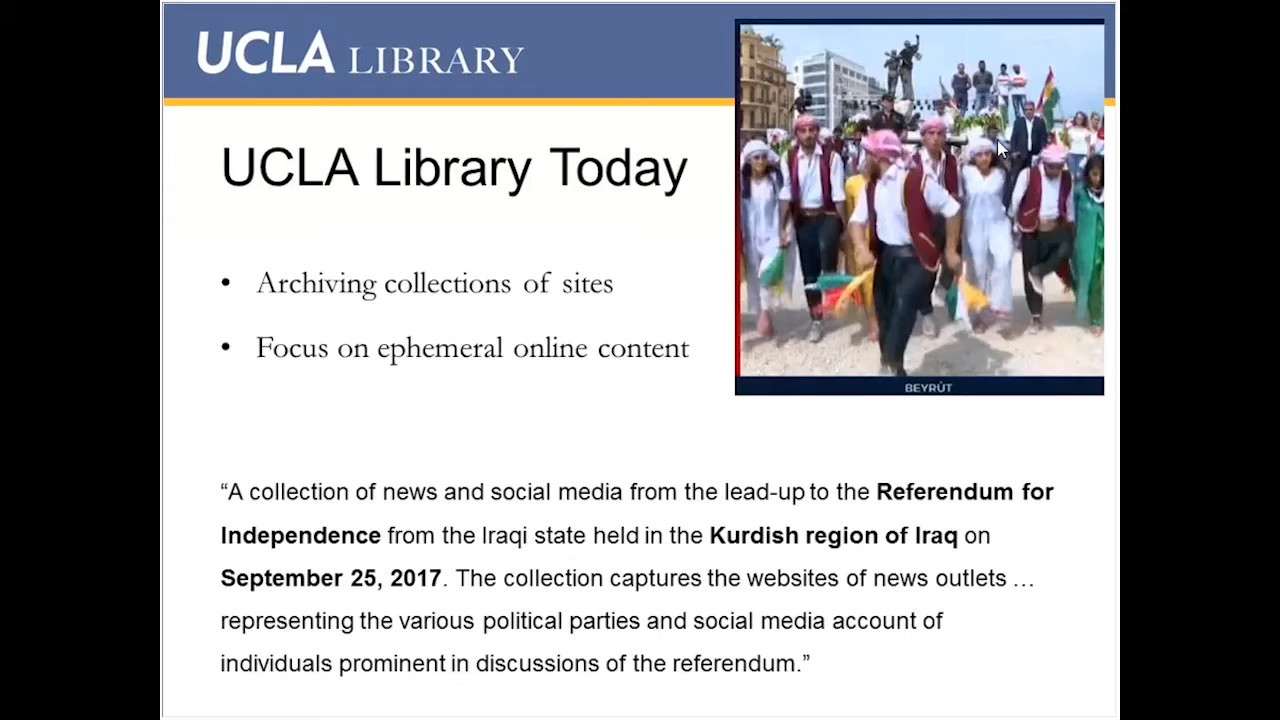 UCLA LIBRARY
UCLA Library Today
• Archiving collections of sites
• Focus on ephemeral online content
BEYRÛT
“A collection of news and social media from the lead-up to the Referendum for
Independence from the Iraqi state held in the Kurdish region of Iraq on
September 25, 2017. The collection captures the websites of news outlets …
representing the various political parties and social media account of
individuals prominent in discussions of the referendum.”